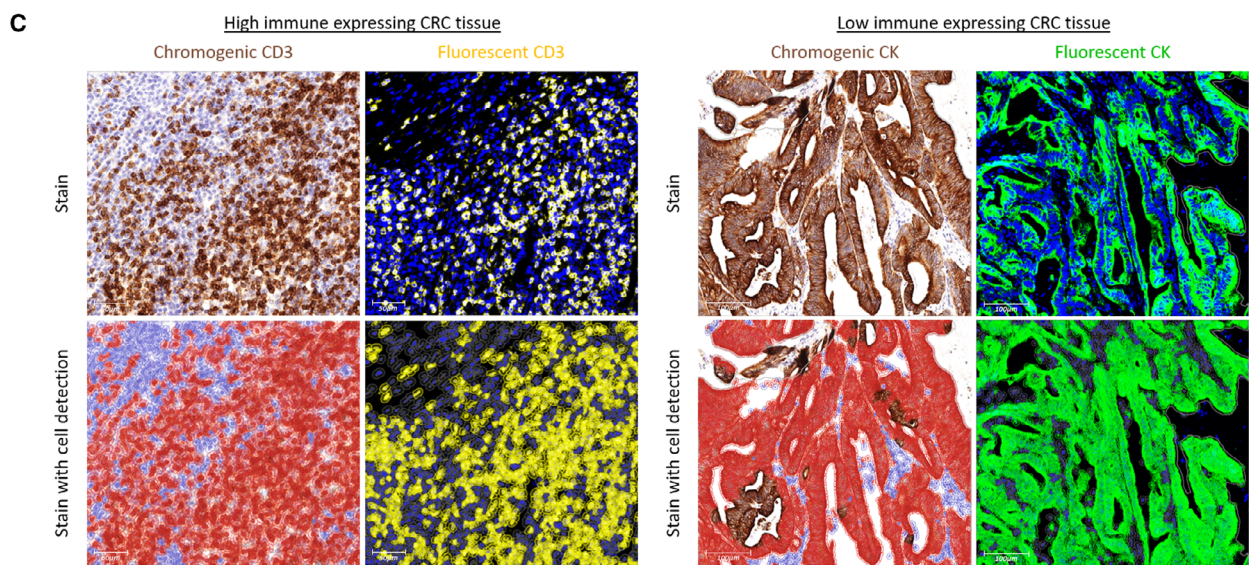 C
High immune expressing CRC tissue
Low immune expressing CRC tissue
Chromogenic CD3
Fluorescent CD3
Chromogenic CK
Fluorescent CK
Stain
Stain
50μm
100μm
100μm
Stain with cell detection
Stain with cell detection
50μm
100μm
100μm